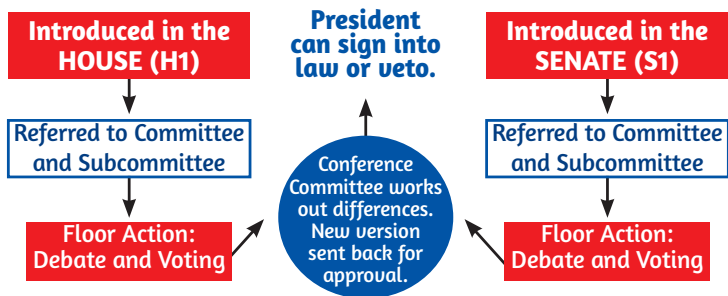 Introduced in the
HOUSE (H1)
Referred to Committee
and Subcommittee
Floor Action:
Debate and Voting
President
can sign into
law or veto.
Conference
Committee works
out differences.
New version
sent back for
approval.
Introduced in the
SENATE (S1)
Referred to Committee
and Subcommittee
Floor Action:
Debate and Voting